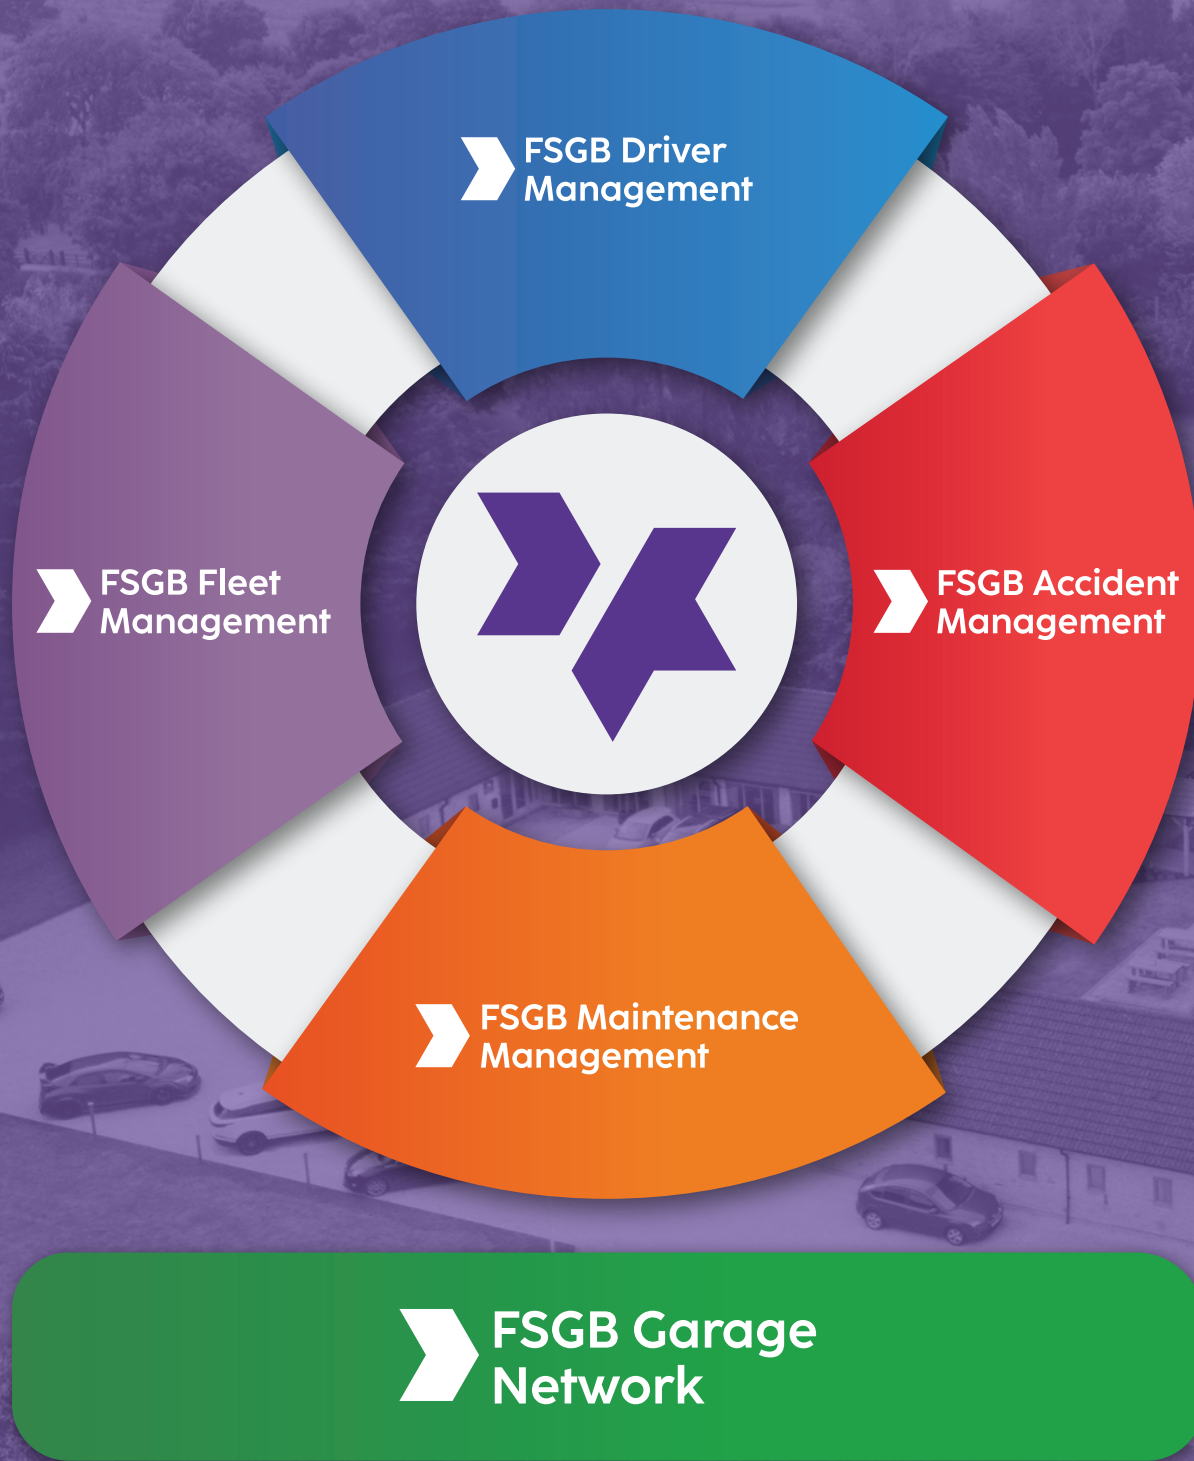 FSGB Driver
Management
FSGB Fleet
Management
FSGB Accident
Management
FSGB Maintenance
Management
FSGB Garage
Network